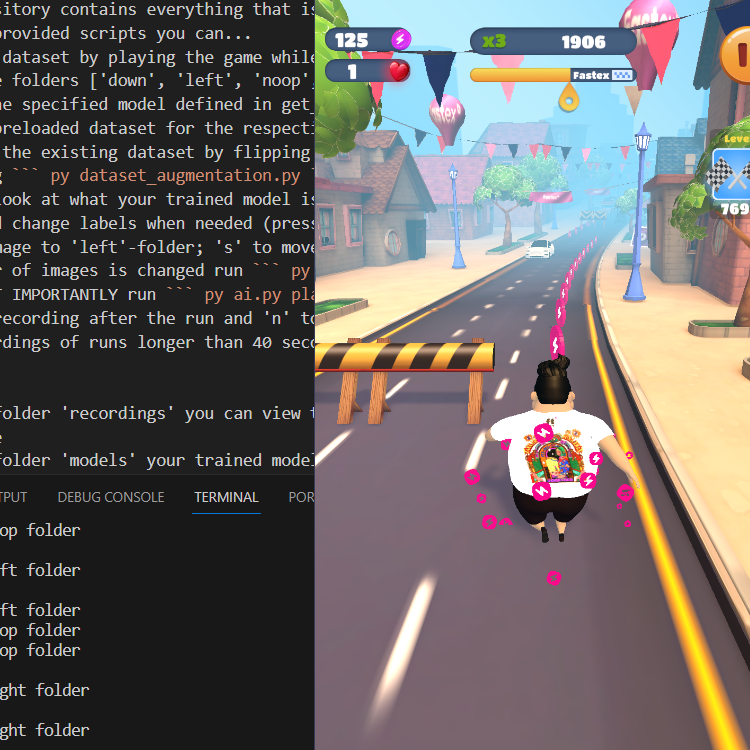 sitory contains everything that is
provided scripts you can...
dataset by playing the game while
e folders ['down', 'left', 'noop',
he specified model defined in get_
preloaded dataset for the respecti
the existing dataset by flipping
g ``` py dataset_augmentation.py
look at what your trained model is
d change labels when needed (press
mage to 'left'-folder; 's' to move
r of images is changed run ``` py
T IMPORTANTLY run ``` py ai.py pla
recording after the run and 'n' to
rdings of runs longer than 40 seco
folder 'recordings' you can view t
e
folder 'models' your trained model
TPUT DEBUG CONSOLE TERMINAL POR
op folder
ft folder
ft folder
op folder
op folder
ght folder
ght folder
125
1
x3 1906
Fastex
Leve
769